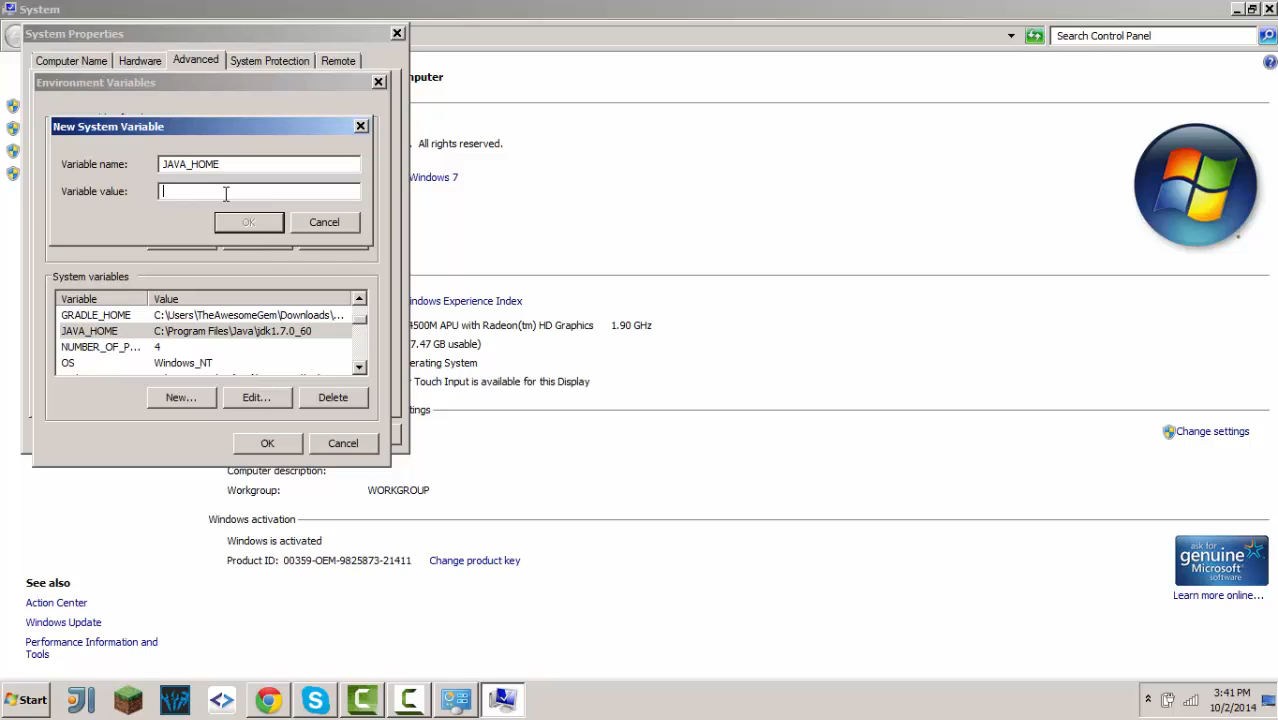 System
System Properties
Search Control Panel
Computer Name
Hardware
Advanced
System Protection
Remote
Environment Variables
New System Variable
Variable name:
JAVA_HOME
Variable value:
OK
Cancel
System variables
Variable
Value
GRADLE_HOME
C:\Users\TheAwesomeGem\Downloads\...
JAVA_HOME
C:\Program Files\Java\jdk1.7.0_60
NUMBER_OF_P...
4
OS
Windows_NT
New...
Edit...
Delete
OK
Cancel
mputer
. All rights reserved.
Windows 7
indows Experience Index
4500M APU with Radeon(tm) HD Graphics 1.90 GHz
7.47 GB usable)
erating System
r Touch Input is available for this Display
ttings
Change settings
Computer description:
Workgroup:
WORKGROUP
Windows activation
Windows is activated
Product ID: 00359-OEM-9825873-21411
Change product key
ask for
genuine
Microsoft
software
Learn more online...
See also
Action Center
Windows Update
Performance Information and
Tools
Start
3:41 PM
10/2/2014